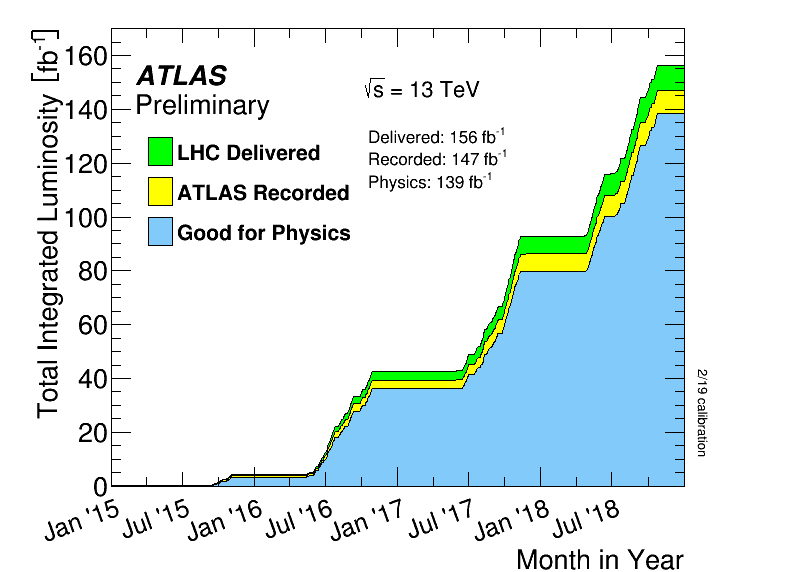 Total Integrated Luminosity [fb⁻¹]
160
140
120
100
80
60
40
20
0
ATLAS
Preliminary
LHC Delivered
ATLAS Recorded
Good for Physics
√s = 13 TeV
Delivered: 156 fb⁻¹
Recorded: 147 fb⁻¹
Physics: 139 fb⁻¹
2/19 calibration
Jan '15 Jul '15 Jan '16 Jul '16 Jan '17 Jul '17 Jan '18 Jul '18
Month in Year